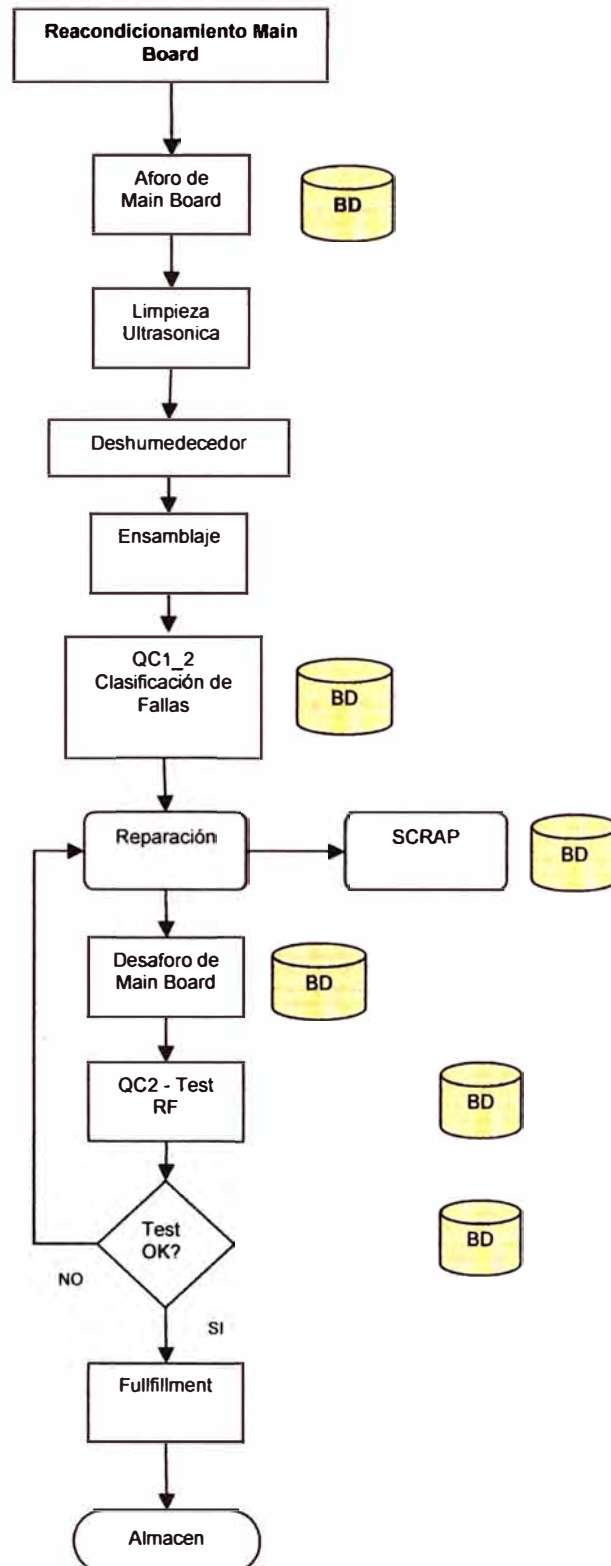 Reacondicionamiento Main
Board
Aforo de
Main Board
BD
Limpieza
Ultrasonica
Deshumedecedor
Ensamblaje
QC1_2
Clasificación de
Fallas
BD
Reparación
SCRAP
BD
Desaforo de
Main Board
BD
QC2 - Test
RF
BD
Test
OK?
BD
NO
SI
Fullfillment
Almacen